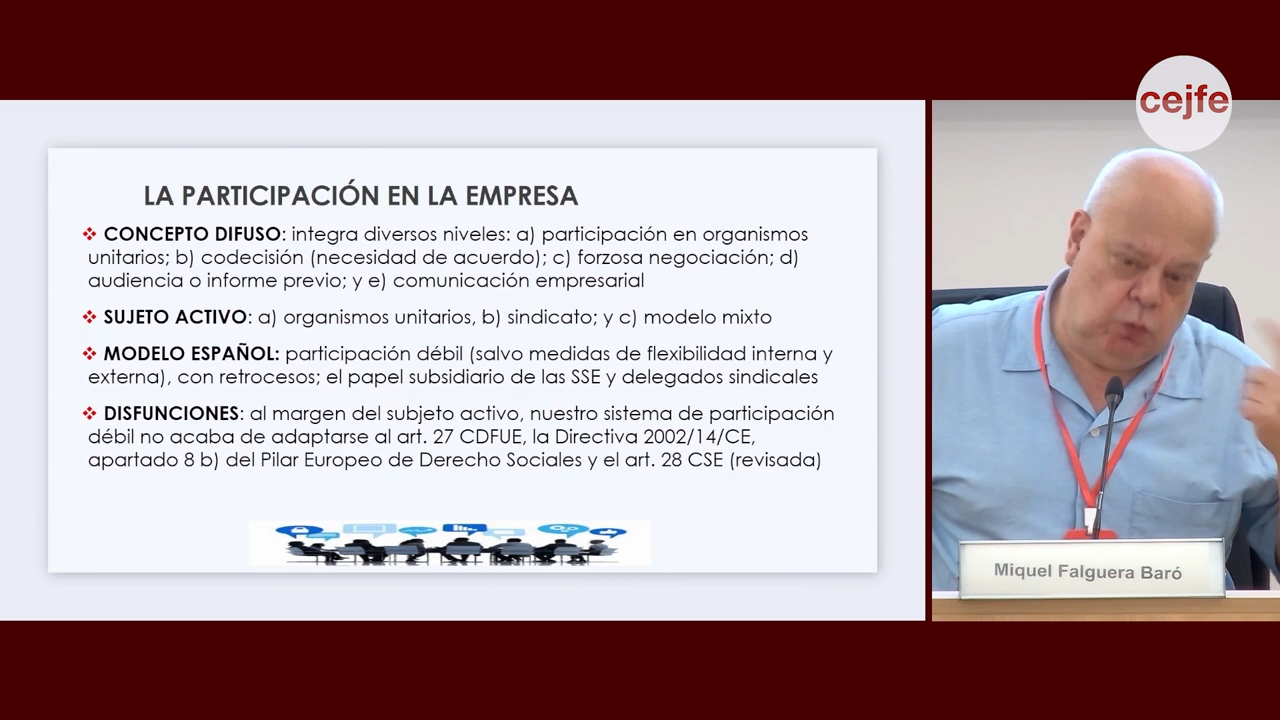 cejfe
LA PARTICIPACIÓN EN LA EMPRESA
❖ CONCEPTO DIFUSO: integra diversos niveles: a) participación en organismos
unitarios; b) codecisión (necesidad de acuerdo); c) forzosa negociación; d)
audiencia o informe previo; y e) comunicación empresarial
❖ SUJETO ACTIVO: a) organismos unitarios, b) sindicato; y c) modelo mixto
❖ MODELO ESPAÑOL: participación débil (salvo medidas de flexibilidad interna y
externa), con retrocesos; el papel subsidiario de las SSE y delegados sindicales
❖ DISFUNCIONES: al margen del subjeto activo, nuestro sistema de participación
débil no acaba de adaptarse al art. 27 CDFUE, la Directiva 2002/14/CE,
apartado 8 b) del Pilar Europeo de Derecho Sociales y el art. 28 CSE (revisada)
Miquel Falguera Baró